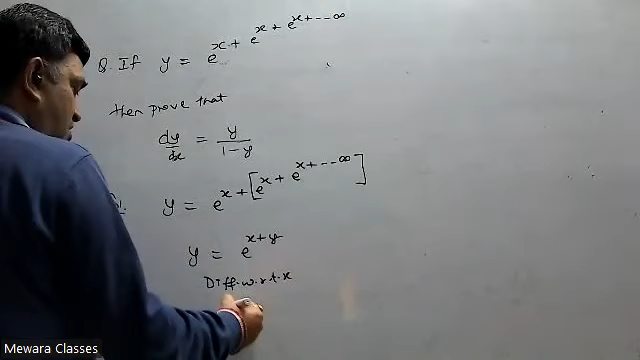 Q. If y = e^{x + e^{x + e^{x + --- ∞}}}
then prove that
dy/dx = y/(1-y)
y = e^{x + [e^{x + e^{x + --- ∞}}]}
y = e^{x+y}
Diff. w.r.t. x
Mewara Classes